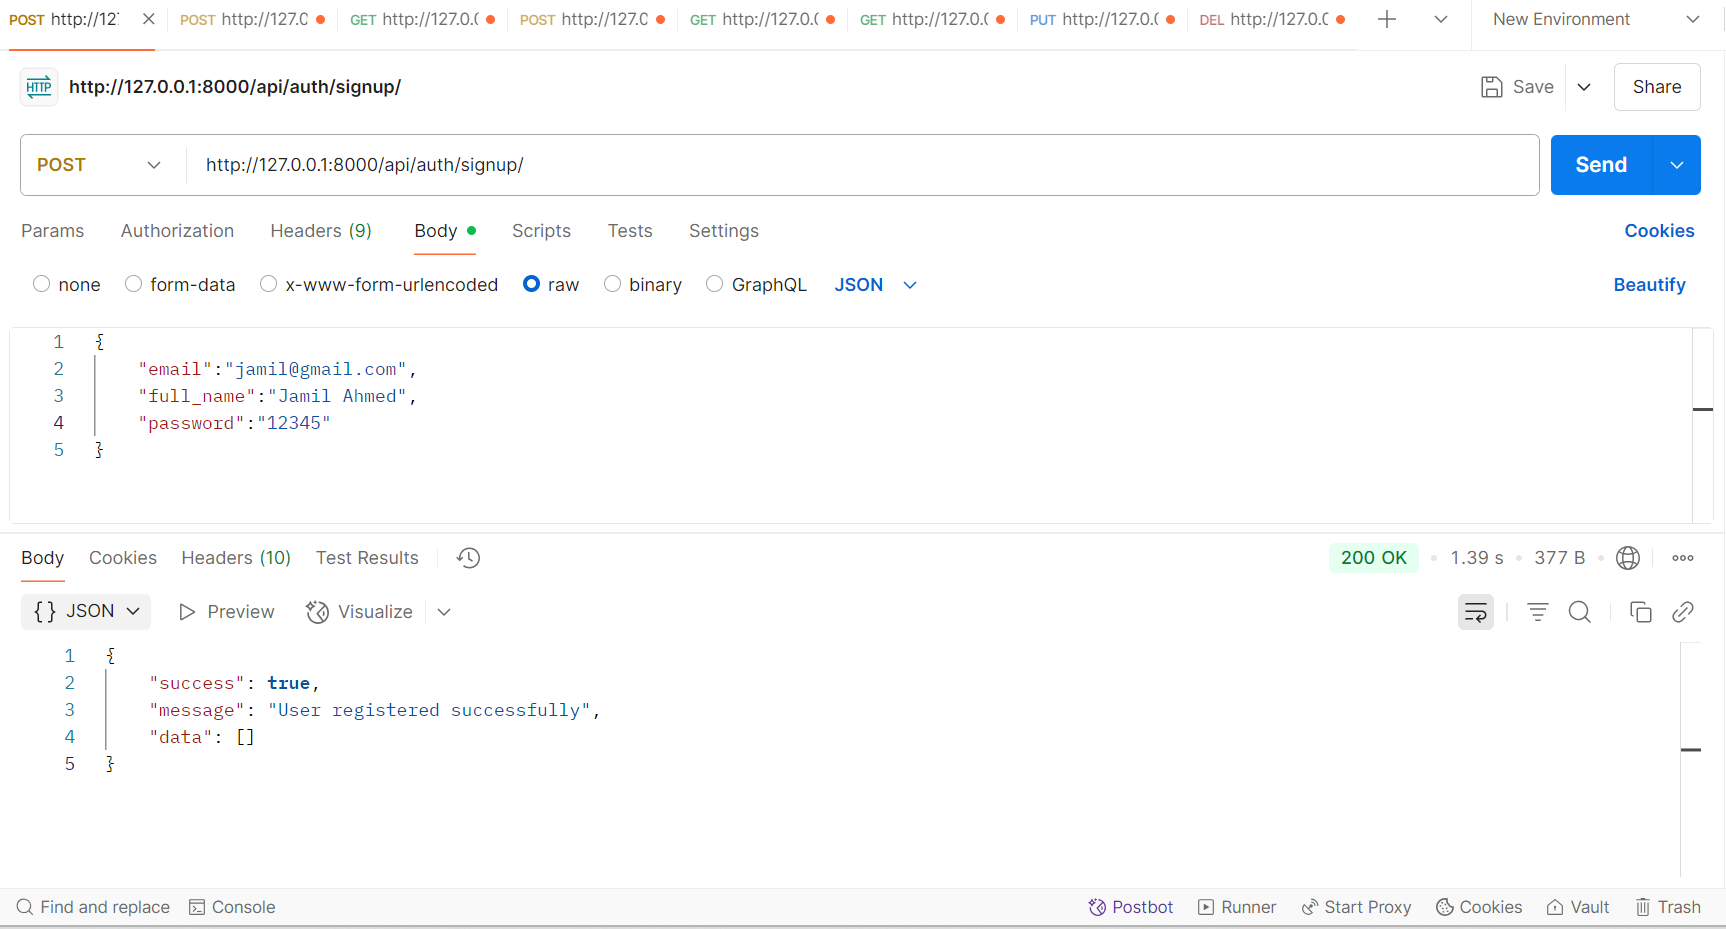 POST http://127
POST http://127.0
GET http://127.0.0
POST http://127.0
GET http://127.0.0
GET http://127.0.0
PUT http://127.0.0
DEL http://127.0.0
New Environment
HTTP http://127.0.0.1:8000/api/auth/signup/
Save
Share
POST http://127.0.0.1:8000/api/auth/signup/
Send
Params Authorization Headers (9) Body Scripts Tests Settings Cookies
none form-data x-www-form-urlencoded raw binary GraphQL JSON Beautify
1 {
2 "email":"jamil@gmail.com",
3 "full_name":"Jamil Ahmed",
4 "password":"12345"
5 }
Body Cookies Headers (10) Test Results 200 OK 1.39 s 377 B
{} JSON Preview Visualize
1 {
2 "success": true,
3 "message": "User registered successfully",
4 "data": []
5 }
Find and replace Console Postbot Runner Start Proxy Cookies Vault Trash